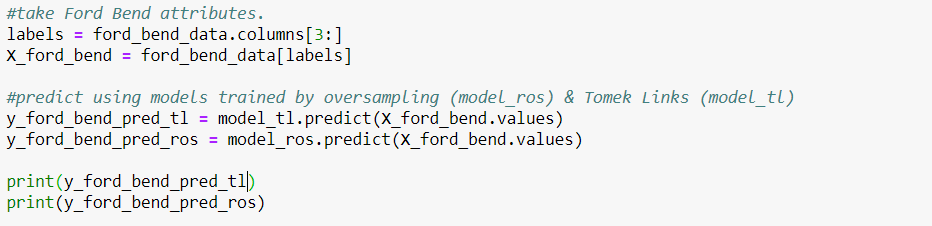 #take Ford Bend attributes.
labels = ford_bend_data.columns[3:]
X_ford_bend = ford_bend_data[labels]
#predict using models trained by oversampling (model_ros) & Tomek Links (model_tl)
y_ford_bend_pred_tl = model_tl.predict(X_ford_bend.values)
y_ford_bend_pred_ros = model_ros.predict(X_ford_bend.values)
print(y_ford_bend_pred_tl)
print(y_ford_bend_pred_ros)